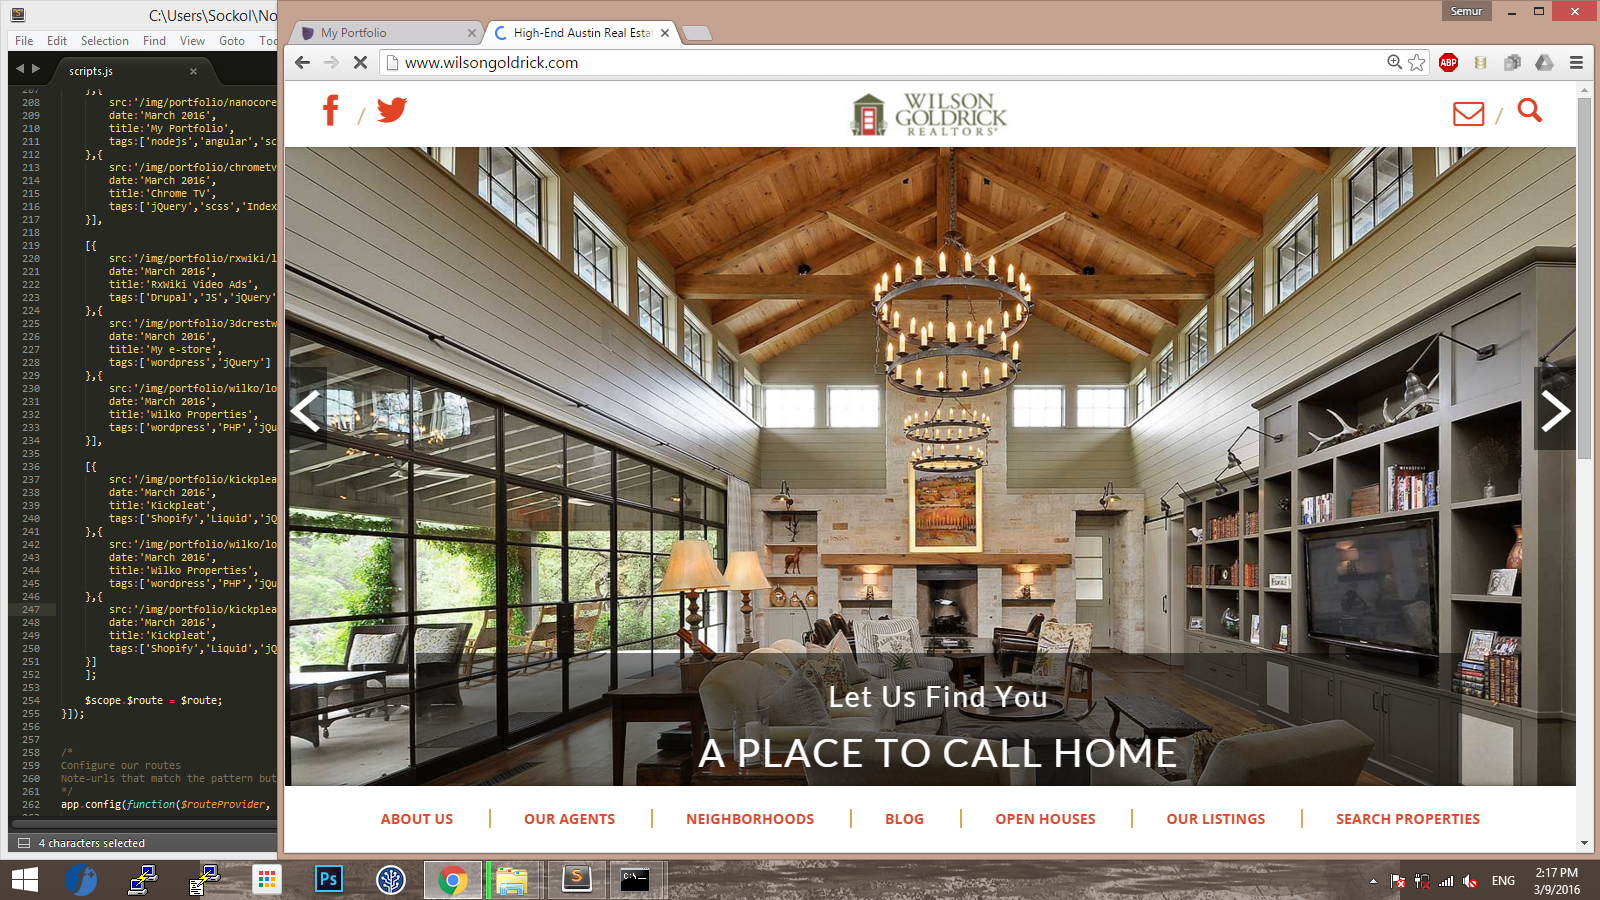 C:\Users\Sockol\No
File Edit Selection Find View Goto Too
scripts.js
207 },{
208 src:'/img/portfolio/nanocore
209 date:'March 2016',
210 title:'My Portfolio',
211 tags:['nodejs','angular','sc
212 },{
213 src:'/img/portfolio/chrometv
214 date:'March 2016',
215 title:'Chrome TV',
216 tags:['jQuery','scss','Index
217 }],
218
219 [{
220 src:'/img/portfolio/rxwiki/l
221 date:'March 2016',
222 title:'RxWiki Video Ads',
223 tags:['Drupal','JS','jQuery'
224 },{
225 src:'/img/portfolio/3dcrestw
226 date:'March 2016',
227 title:'My e-store',
228 tags:['wordpress','jQuery']
229 },{
230 src:'/img/portfolio/wilko/lo
231 date:'March 2016',
232 title:'Wilko Properties',
233 tags:['wordpress','PHP','jQu
234 }],
235
236 [{
237 src:'/img/portfolio/kickplea
238 date:'March 2016',
239 title:'Kickpleat',
240 tags:['Shopify','Liquid','jQ
241 },{
242 src:'/img/portfolio/wilko/lo
243 date:'March 2016',
244 title:'Wilko Properties',
245 tags:['wordpress','PHP','jQu
246 },{
247 src:'/img/portfolio/kickplea
248 date:'March 2016',
249 title:'Kickpleat',
250 tags:['Shopify','Liquid','jQ
251 }]
252 ];
253
254 $scope.$route = $route;
255 }]);
256
257
258 /*
259 Configure our routes
260 Note-urls that match the pattern but
261 */
262 app.config(function($routeProvider,
4 characters selected
Semur
My Portfolio
High-End Austin Real Esta
www.wilsongoldrick.com
ABP
WILSON
GOLDRICK
REALTORS
Let Us Find You
A PLACE TO CALL HOME
ABOUT US
OUR AGENTS
NEIGHBORHOODS
BLOG
OPEN HOUSES
OUR LISTINGS
SEARCH PROPERTIES
Ps
C:\.
ENG
2:17 PM
3/9/2016